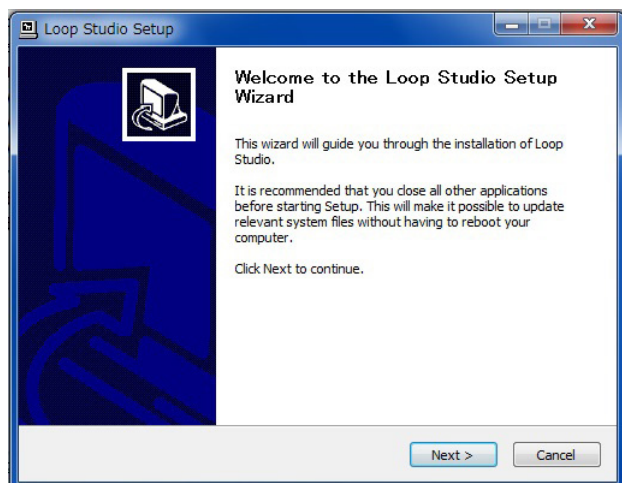 Loop Studio Setup
Welcome to the Loop Studio Setup
Wizard
This wizard will guide you through the installation of Loop
Studio.
It is recommended that you close all other applications
before starting Setup. This will make it possible to update
relevant system files without having to reboot your
computer.
Click Next to continue.
Next >
Cancel